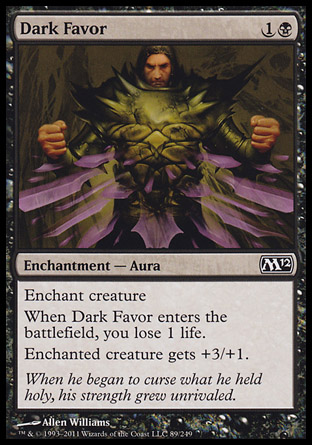 Dark Favor 1
Enchantment — Aura M12
Enchant creature
When Dark Favor enters the
battlefield, you lose 1 life.
Enchanted creature gets +3/+1.
When he began to curse what he held
holy, his strength grew unrivaled.
Allen Williams
™ & © 1993–2011 Wizards of the Coast LLC 89/249